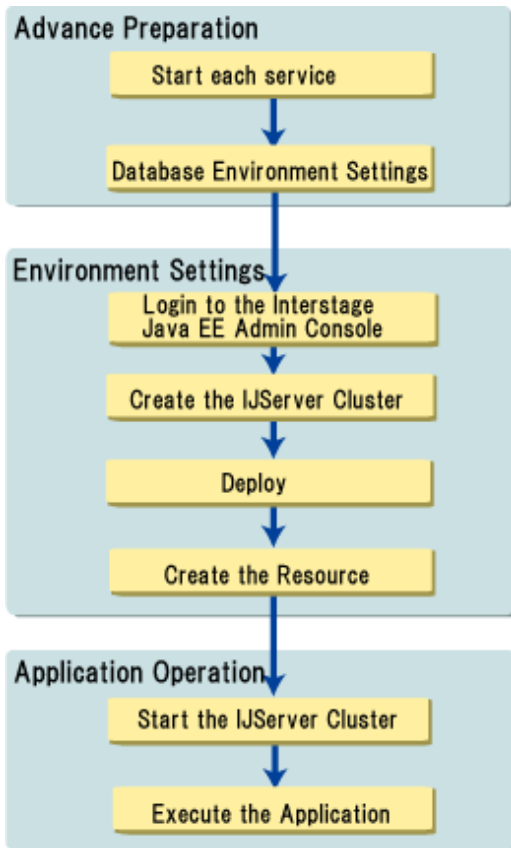 Advance Preparation
Start each service
Database Environment Settings
Environment Settings
Login to the Interstage
Java EE Admin Console
Create the IJServer Cluster
Deploy
Create the Resource
Application Operation
Start the IJServer Cluster
Execute the Application